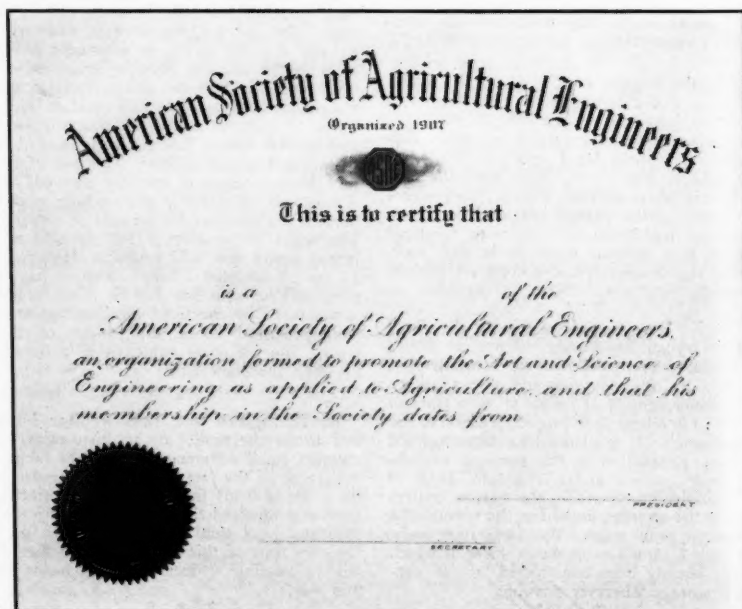 American Society of Agricultural Engineers
Organized 1907
ASAE
This is to certify that
is a of the
American Society of Agricultural Engineers,
an organization formed to promote the Art and Science of
Engineering as applied to Agriculture, and that his
membership in the Society dates from
PRESIDENT
SECRETARY